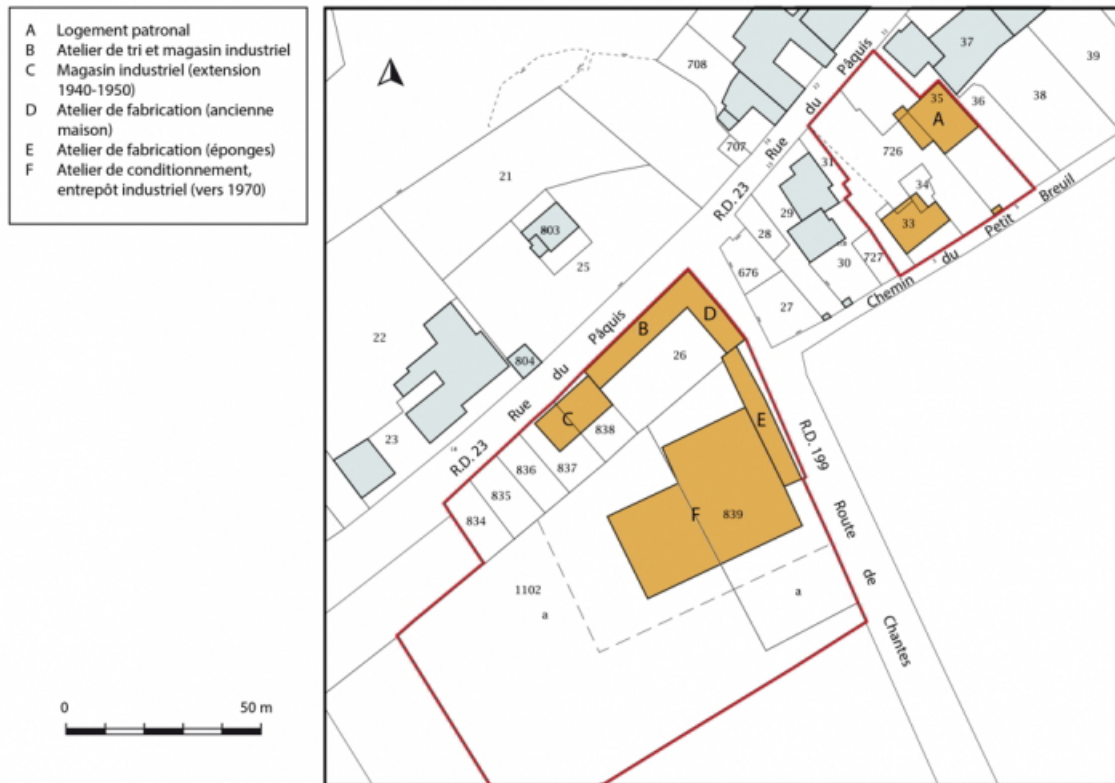 A Logement patronal
B Atelier de tri et magasin industriel
C Magasin industriel (extension
1940-1950)
D Atelier de fabrication (ancienne
maison)
E Atelier de fabrication (éponges)
F Atelier de conditionnement,
entrepôt industriel (vers 1970)
0 50 m
708
707
R.D. 23 Rue du Pâquis
37
39
38
36
35
A
726
31
34
33
29
28
30
727
676
27
Chemin du Petit Breuil
21
803
25
22
804
23
R.D. 23 Rue du Pâquis
B
D
26
C
838
837
836
835
834
E
F
839
a
1102
a
R.D. 199 Route de Chantes